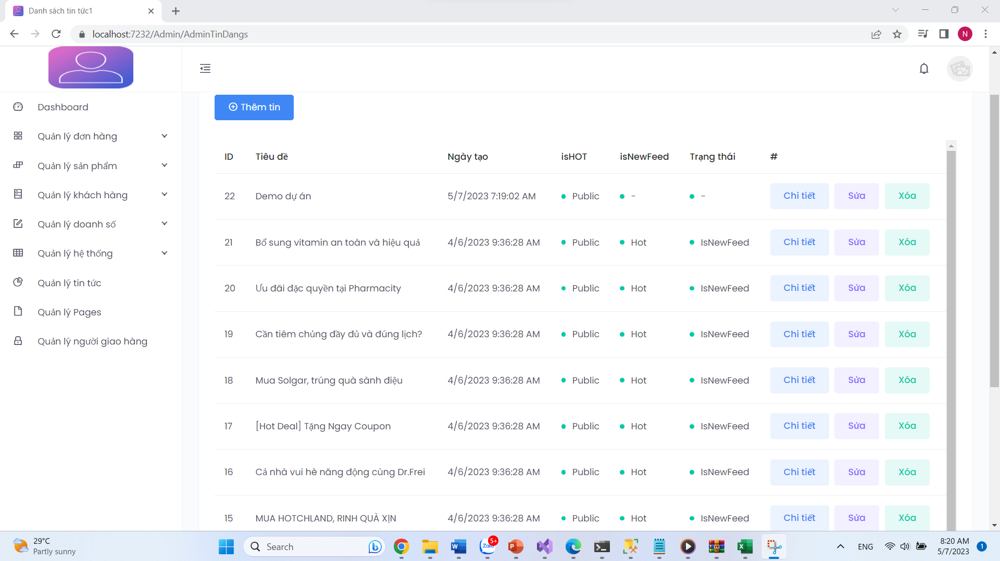 Danh sách tin tức1
localhost:7232/Admin/AdminTinDangs
N
Dashboard
Quản lý đơn hàng
Quản lý sản phẩm
Quản lý khách hàng
Quản lý doanh số
Quản lý hệ thống
Quản lý tin tức
Quản lý Pages
Quản lý người giao hàng
Thêm tin
ID Tiêu đề Ngày tạo isHOT isNewFeed Trạng thái #
22 Demo dự án 5/7/2023 7:19:02 AM Public - - Chi tiết Sửa Xóa
21 Bổ sung vitamin an toàn và hiệu quả 4/6/2023 9:36:28 AM Public Hot IsNewFeed Chi tiết Sửa Xóa
20 Ưu đãi đặc quyền tại Pharmacity 4/6/2023 9:36:28 AM Public Hot IsNewFeed Chi tiết Sửa Xóa
19 Cần tiêm chủng đầy đủ và đúng lịch? 4/6/2023 9:36:28 AM Public Hot IsNewFeed Chi tiết Sửa Xóa
18 Mua Solgar, trúng quà sành điệu 4/6/2023 9:36:28 AM Public Hot IsNewFeed Chi tiết Sửa Xóa
17 [Hot Deal] Tặng Ngay Coupon 4/6/2023 9:36:28 AM Public Hot IsNewFeed Chi tiết Sửa Xóa
16 Cả nhà vui hè năng động cùng Dr.Frei 4/6/2023 9:36:28 AM Public Hot IsNewFeed Chi tiết Sửa Xóa
15 MUA HOTCHLAND, RINH QUÀ XỊN 4/6/2023 9:36:28 AM Public Hot IsNewFeed Chi tiết Sửa Xóa
29°C
Partly sunny
Search
W
Zalo
5+
P
X
ENG
8:20 AM
5/7/2023
1